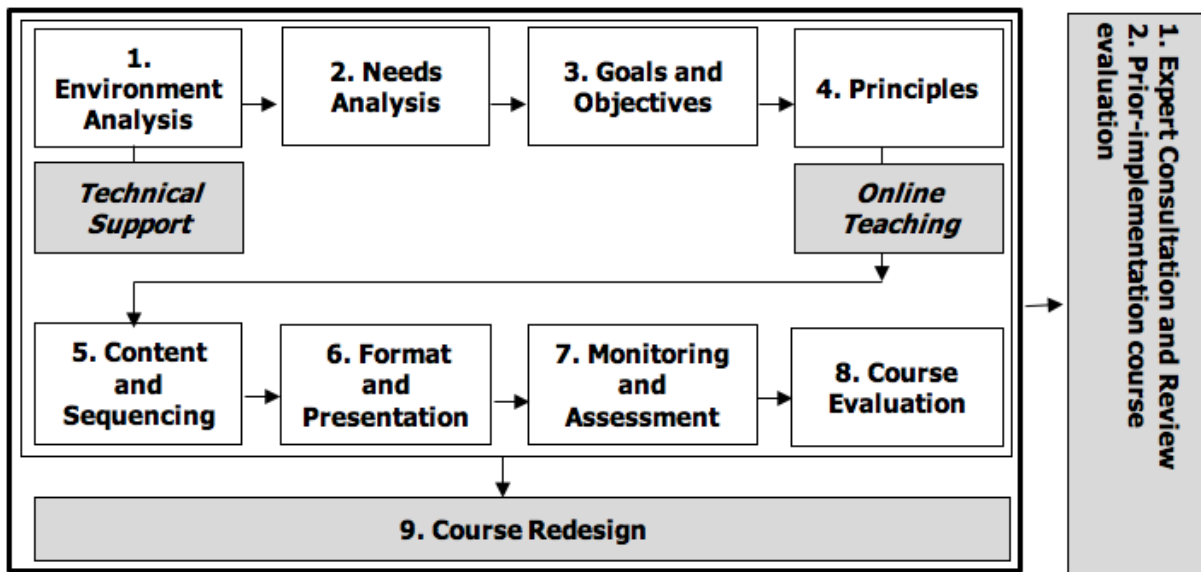 1.
Environment
Analysis
2. Needs
Analysis
3. Goals and
Objectives
4. Principles
Technical
Support
Online
Teaching
5. Content
and
Sequencing
6. Format
and
Presentation
7. Monitoring
and
Assessment
8. Course
Evaluation
9. Course Redesign
1. Expert Consultation and Review
2. Prior-implementation course
evaluation